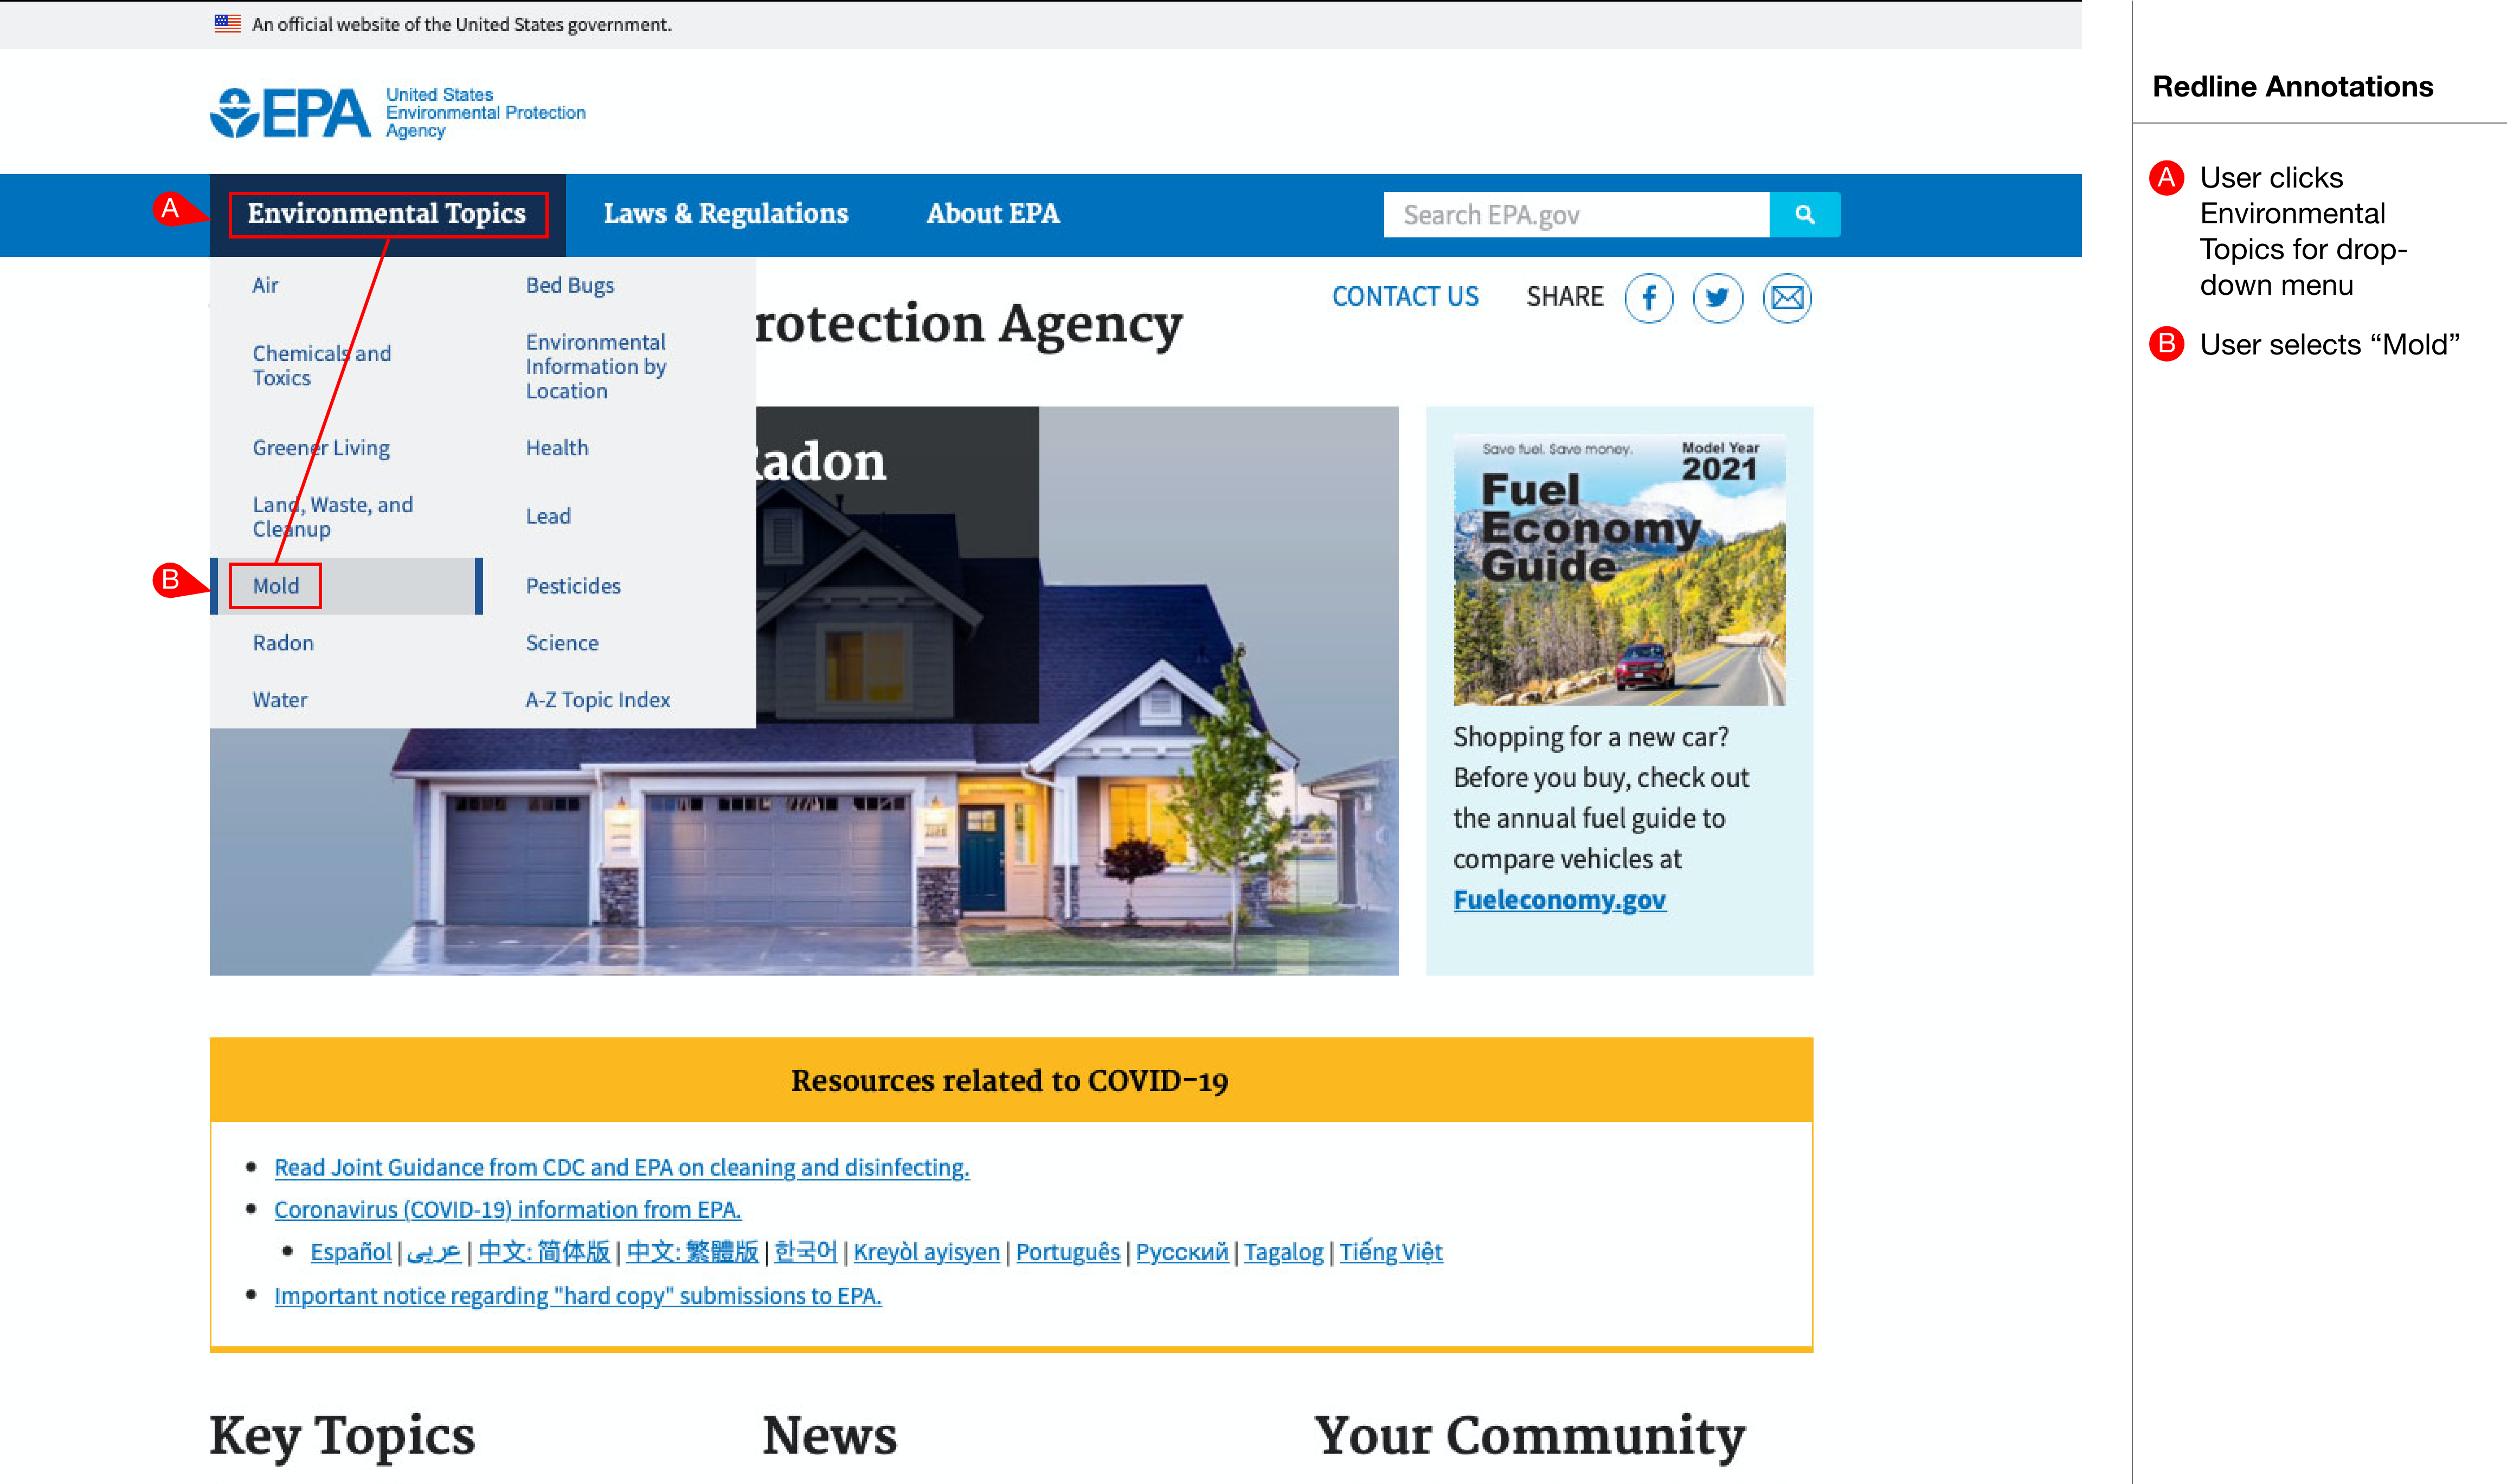 An official website of the United States government.
EPA
United States
Environmental Protection
Agency
A
Environmental Topics
Laws & Regulations
About EPA
Search EPA.gov
Air
Bed Bugs
Chemicals and
Toxics
Environmental
Information by
Location
Greener Living
Health
Land, Waste, and
Cleanup
Lead
B
Mold
Pesticides
Radon
Science
Water
A-Z Topic Index
rotection Agency
CONTACT US
SHARE
adon
Save fuel. Save money.
Model Year
2021
Fuel
Economy
Guide
Shopping for a new car?
Before you buy, check out
the annual fuel guide to
compare vehicles at
Fueleconomy.gov
Resources related to COVID-19
Read Joint Guidance from CDC and EPA on cleaning and disinfecting.
Coronavirus (COVID-19) information from EPA.
Español | عربى | 中文: 简体版 | 中文: 繁體版 | 한국어 | Kreyòl ayisyen | Português | Русский | Tagalog | Tiếng Việt
Important notice regarding "hard copy" submissions to EPA.
Key Topics
News
Your Community
Redline Annotations
A User clicks
Environmental
Topics for drop-
down menu
B User selects “Mold”